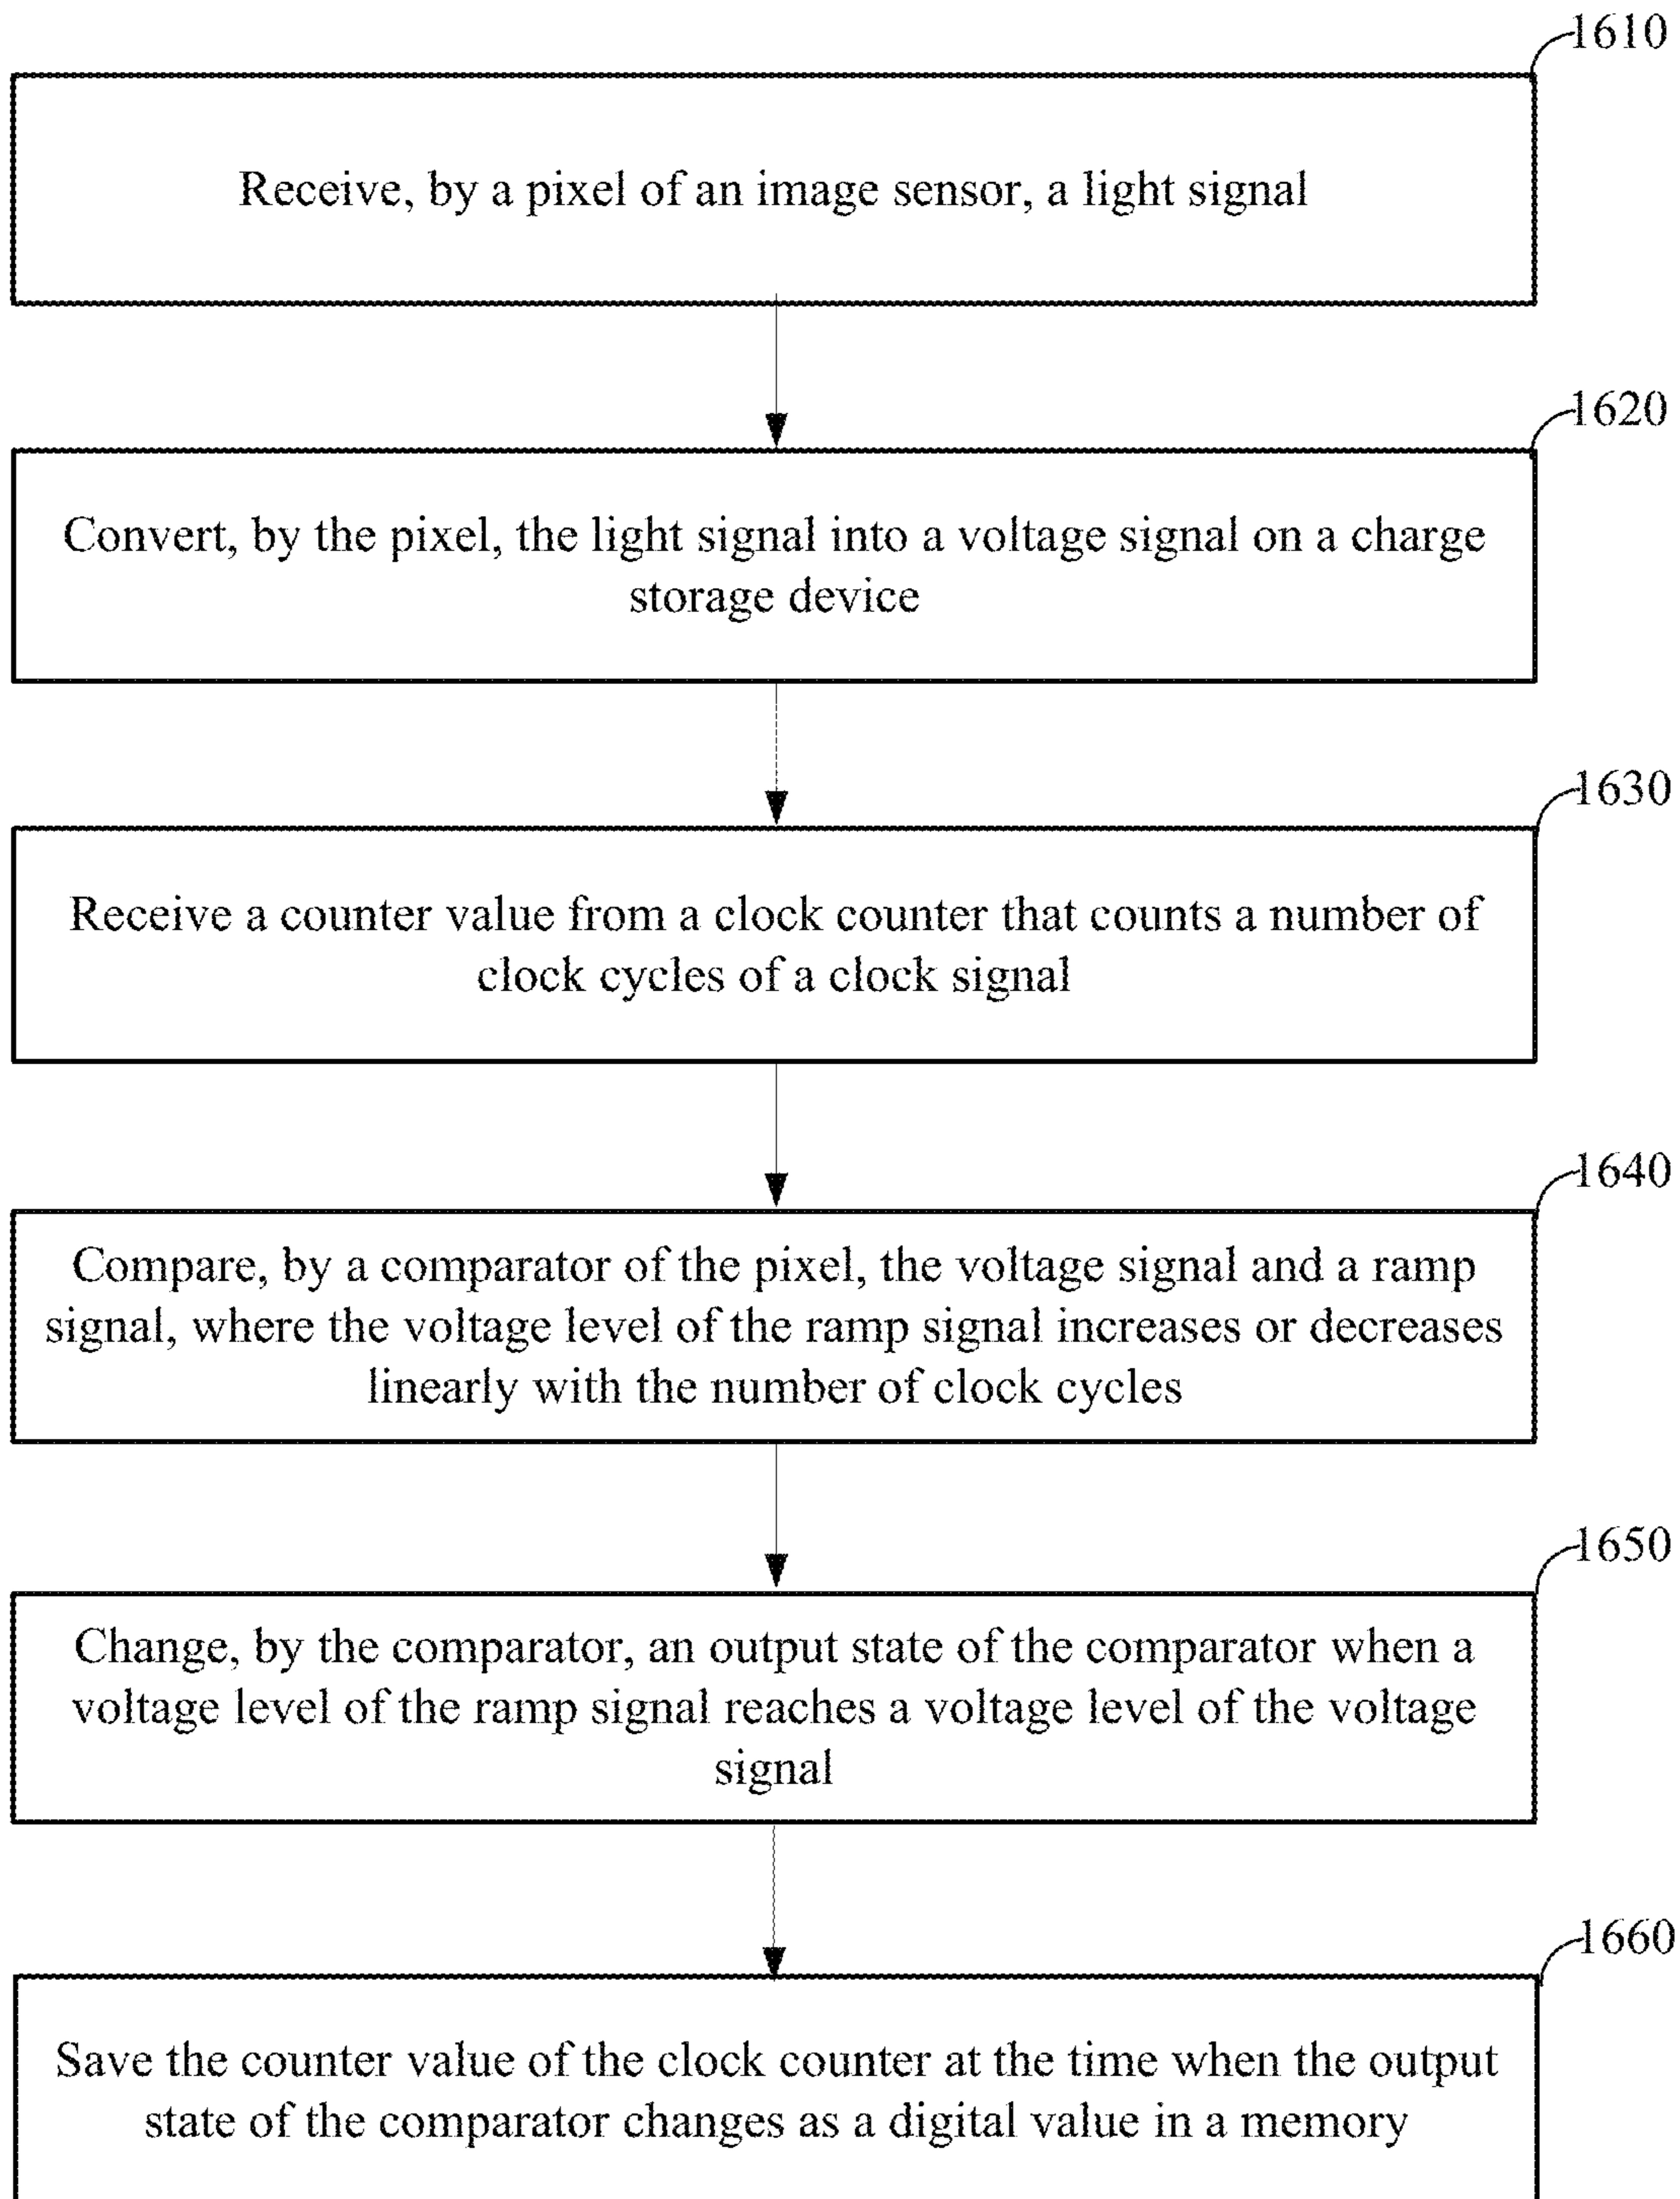 1610
Receive, by a pixel of an image sensor, a light signal
1620
Convert, by the pixel, the light signal into a voltage signal on a charge
storage device
1630
Receive a counter value from a clock counter that counts a number of
clock cycles of a clock signal
1640
Compare, by a comparator of the pixel, the voltage signal and a ramp
signal, where the voltage level of the ramp signal increases or decreases
linearly with the number of clock cycles
1650
Change, by the comparator, an output state of the comparator when a
voltage level of the ramp signal reaches a voltage level of the voltage
signal
1660
Save the counter value of the clock counter at the time when the output
state of the comparator changes as a digital value in a memory